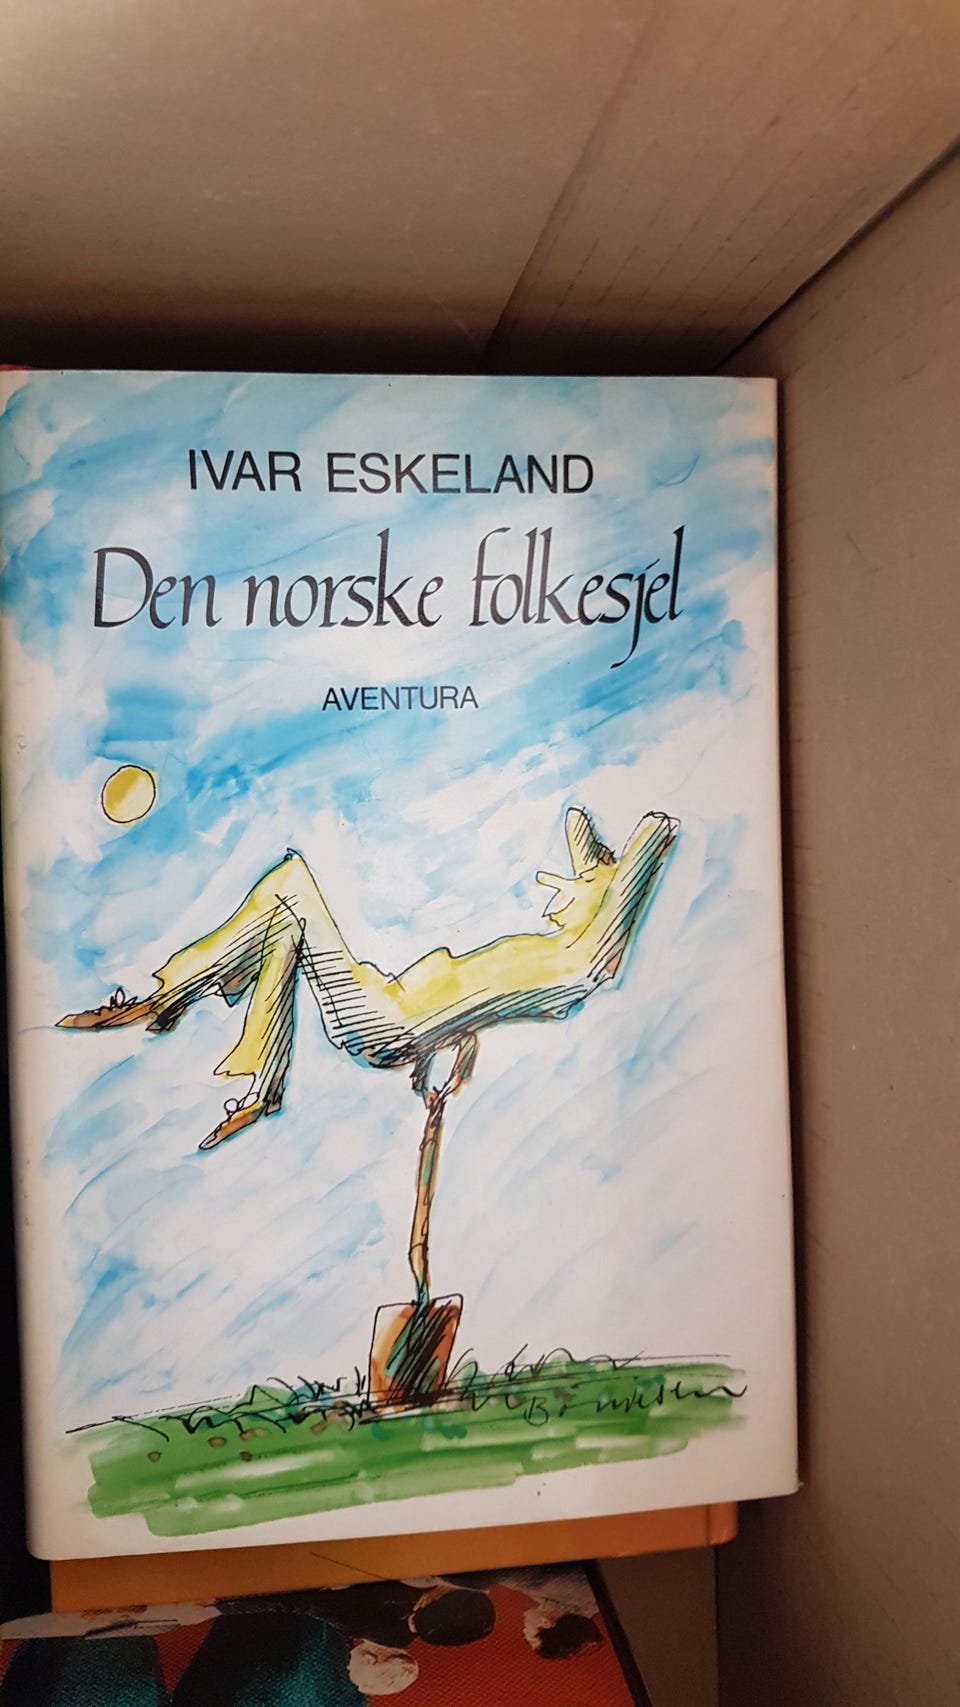 IVAR ESKELAND
Den norske folkesjel
AVENTURA